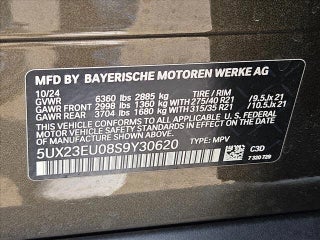 MFD BY BAYERISCHE MOTOREN WERKE AG
10/24 TIRE / RIM
GVWR 6360 lbs 2885 kg
GAWR FRONT 2998 lbs 1360 kg WITH 275/40 R21 /9.5Jx 21
GAWR REAR 3704 lbs 1680 kg WITH 315/35 R21 /10.5Jx 21
THIS VEHICLE CONFORMS TO ALL APPLICABLE U.S. FEDERAL
MOTOR VEHICLE SAFETY STANDARDS IN EFFECT ON THE DATE
OF MANUFACTURE SHOWN ABOVE.
5UX23EU08S9Y30620 TYPE: MPV
C3D
7 320 729